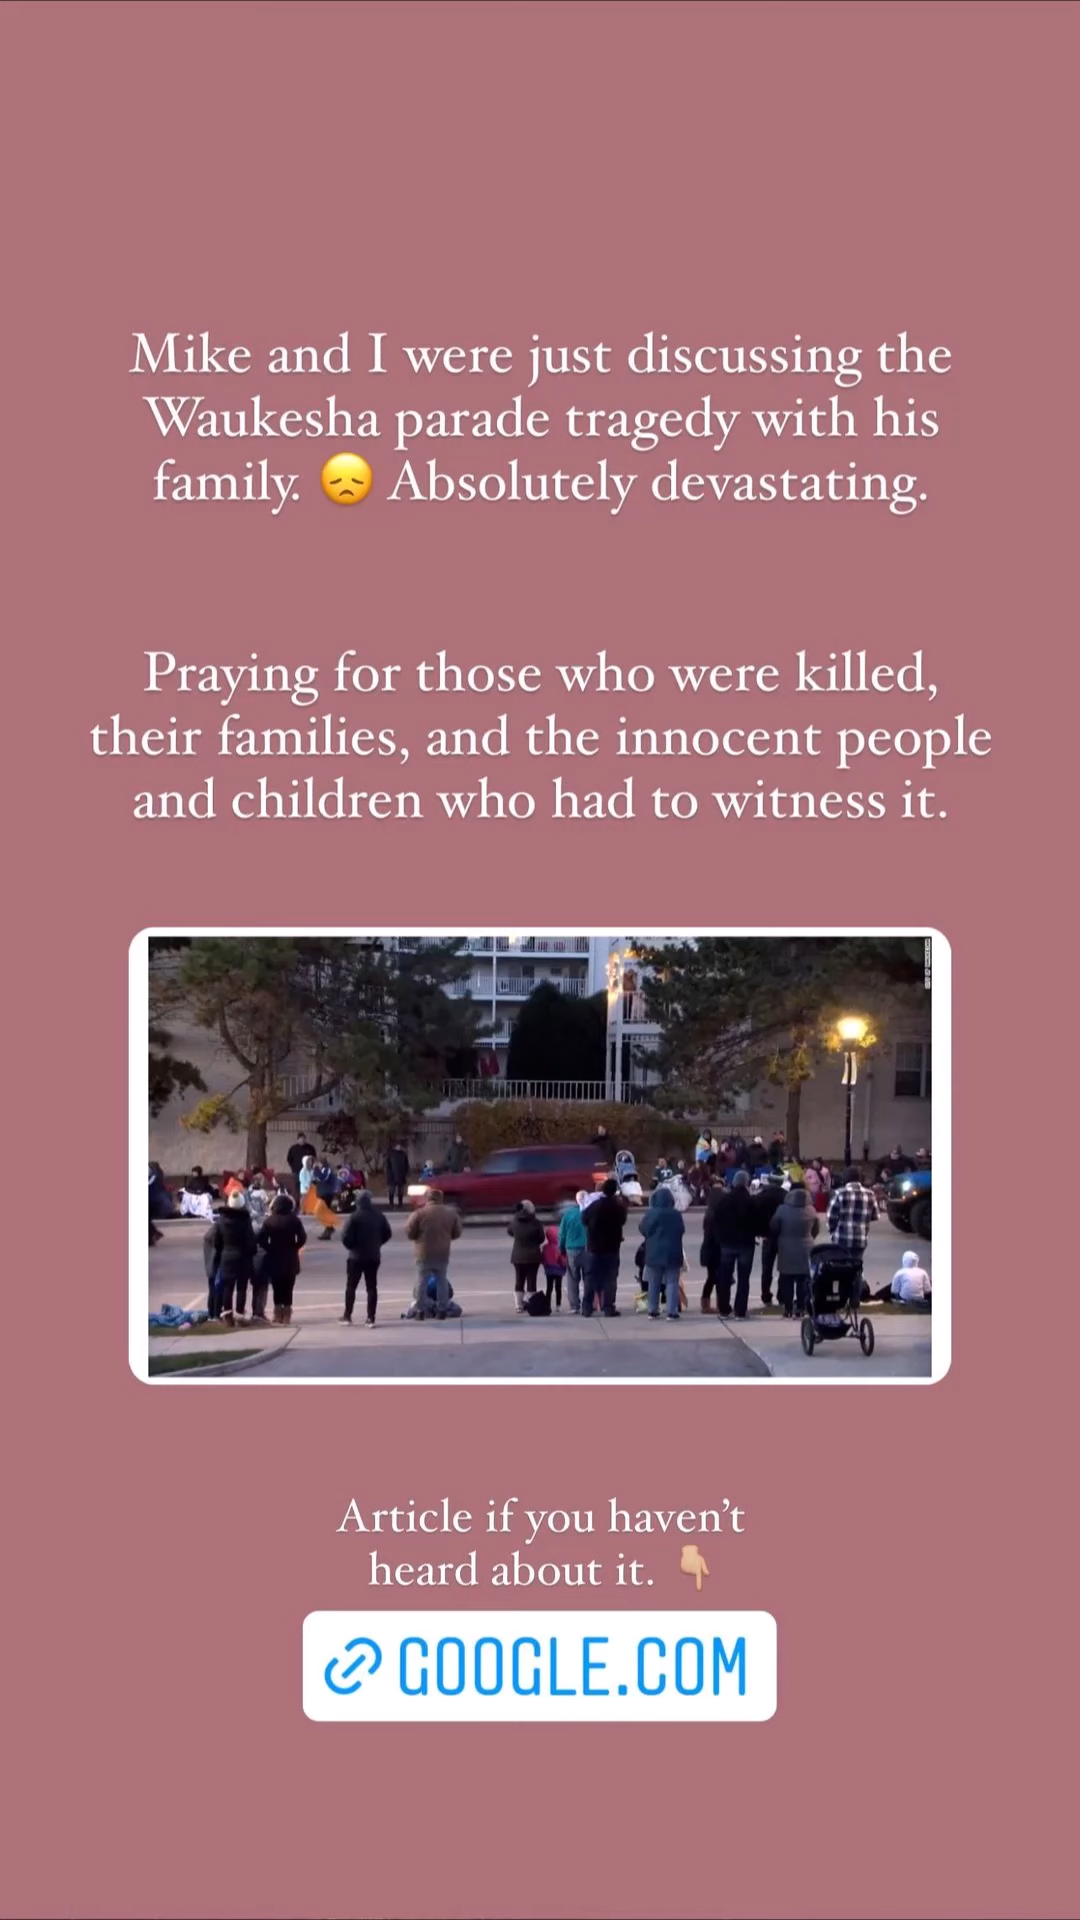 Mike and I were just discussing the
Waukesha parade tragedy with his
family. 😞 Absolutely devastating.
Praying for those who were killed,
their families, and the innocent people
and children who had to witness it.
Article if you haven’t
heard about it. 👇🏼
GOOGLE.COM